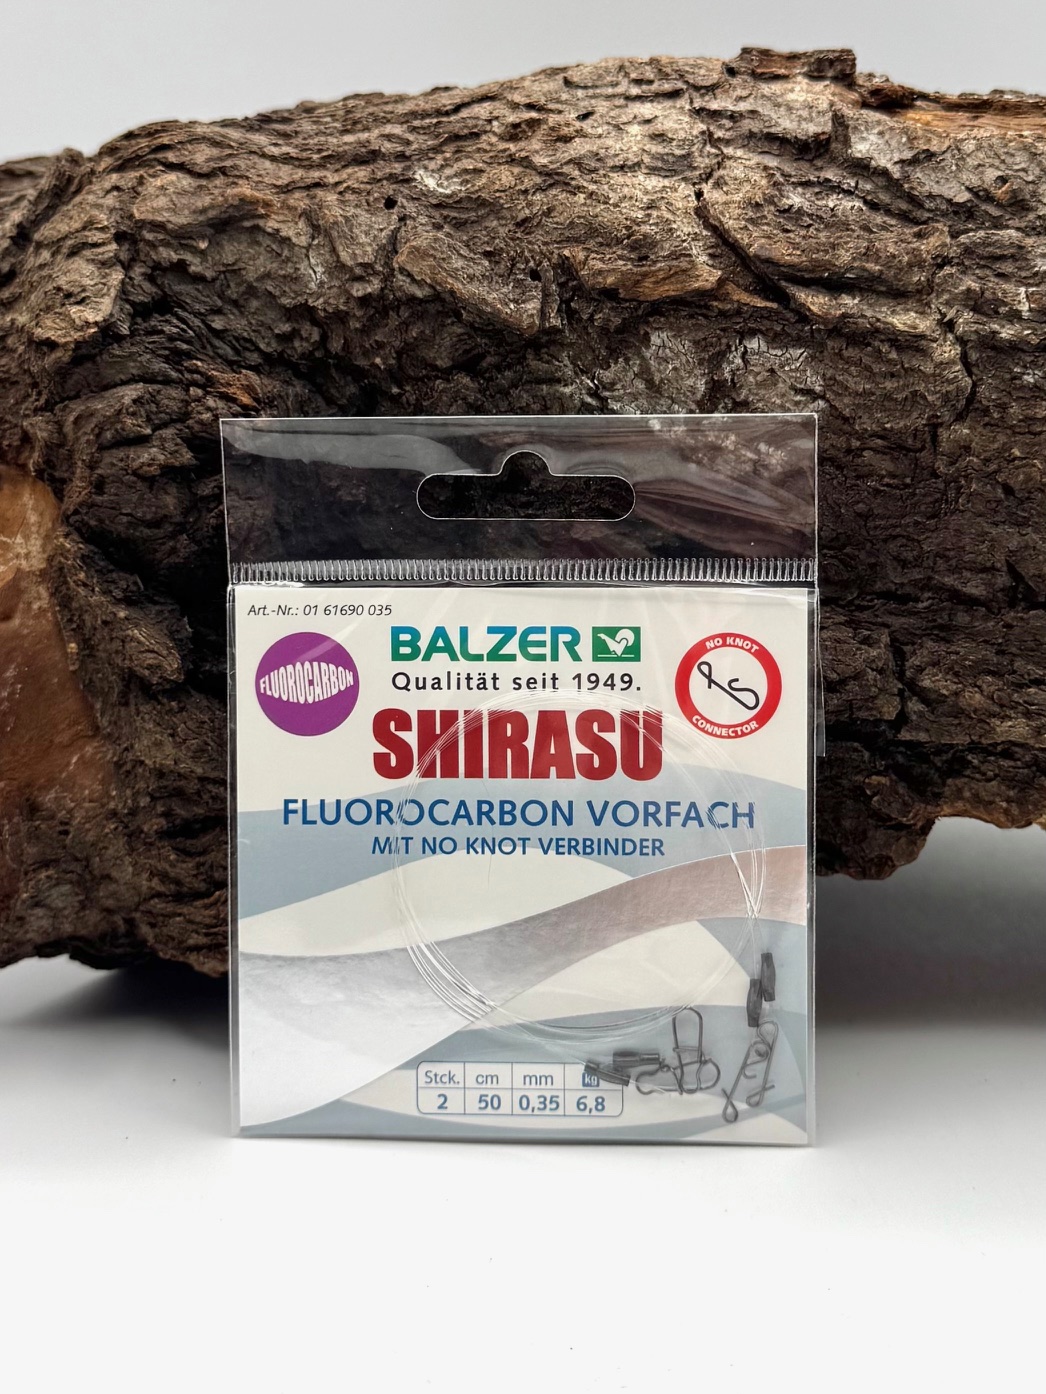 Art.-Nr.: 01 61690 035
BALZER
Qualität seit 1949.
FLUOROCARBON
NO KNOT
CONNECTOR
SHIRASU
FLUOROCARBON VORFACH
MIT NO KNOT VERBINDER
Stck. cm mm kg
2 50 0,35 6,8